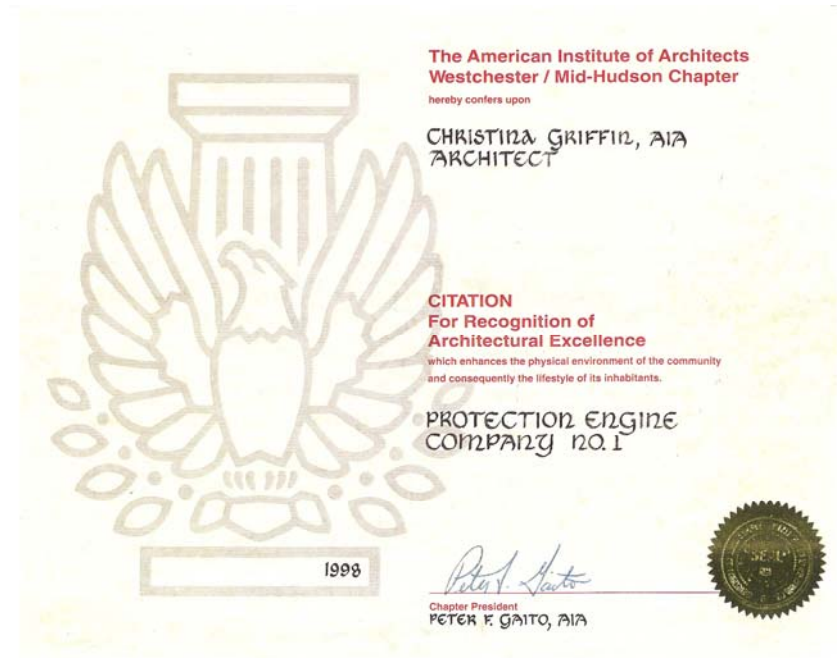 The American Institute of Architects
Westchester / Mid-Hudson Chapter
hereby confers upon
CHRISTINA GRIFFIN, AIA
ARCHITECT
CITATION
For Recognition of
Architectural Excellence
which enhances the physical environment of the community
and consequently the lifestyle of its inhabitants.
PROTECTION ENGINE
COMPANY NO. 1
1998
Peter F. Gaito
Chapter President
PETER F. GAITO, AIA